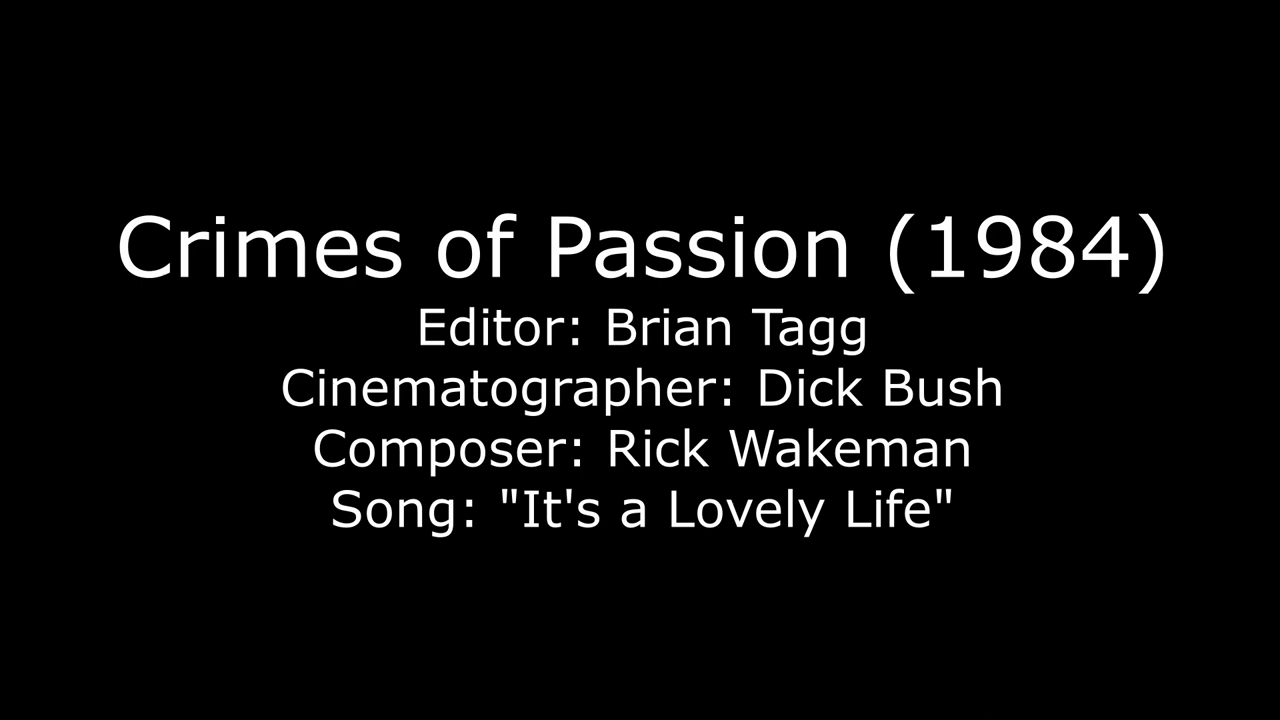 Crimes of Passion (1984)
Editor: Brian Tagg
Cinematographer: Dick Bush
Composer: Rick Wakeman
Song: "It's a Lovely Life"